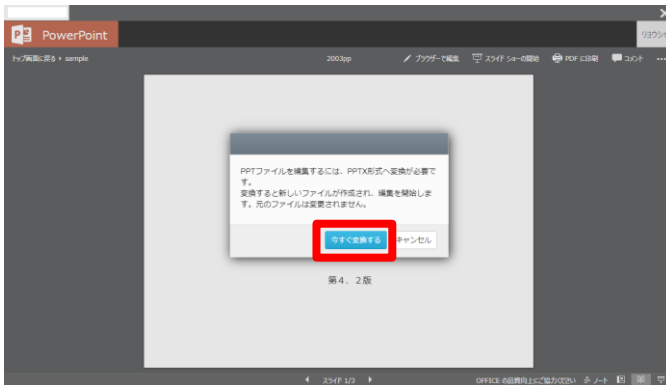 PowerPoint
リヨウシャ
トップ画面に戻る ▸ sample
2003pp
ブラウザーで編集
スライド ショーの開始
PDF に印刷
コメント
PPTファイルを編集するには、PPTX形式へ変換が必要で
す。
変換すると新しいファイルが作成され、編集を開始しま
す。元のファイルは変更されません。
今すぐ変換する
キャンセル
第4．2版
スライド 1/3
OFFICE の品質向上にご協力ください
ノート